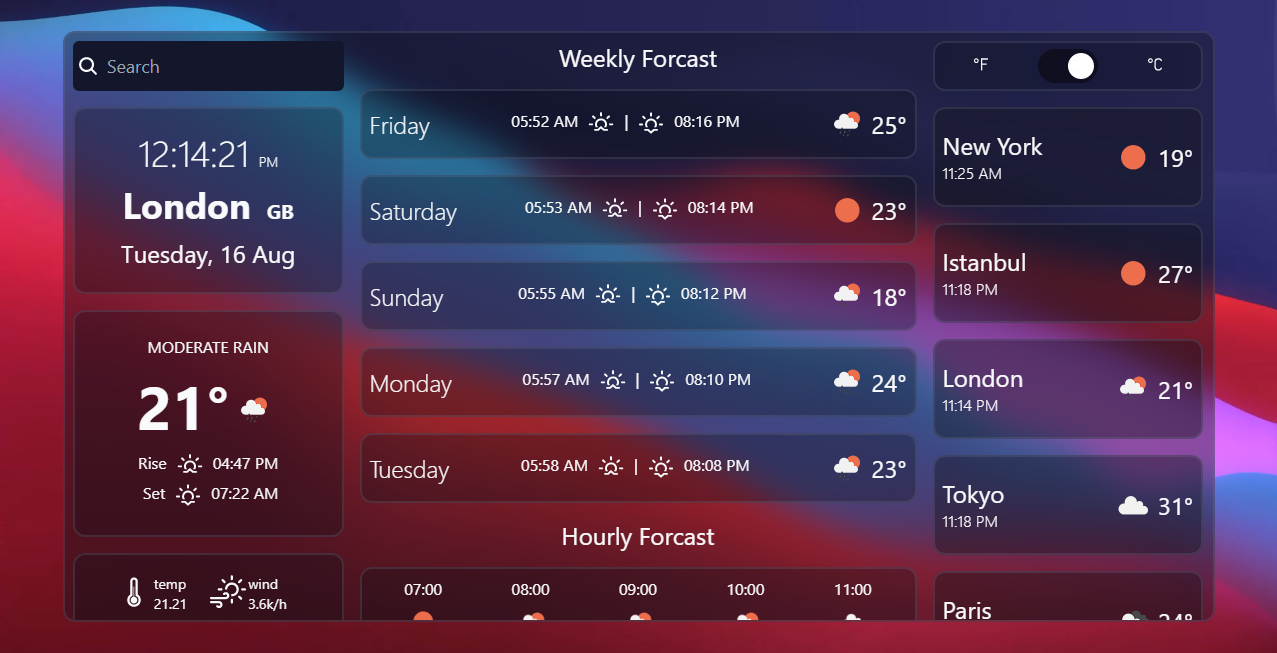 Search
12:14:21 PM
London GB
Tuesday, 16 Aug
MODERATE RAIN
21°
Rise 04:47 PM
Set 07:22 AM
temp
21.21
wind
3.6k/h
Weekly Forcast
Friday 05:52 AM | 08:16 PM 25°
Saturday 05:53 AM | 08:14 PM 23°
Sunday 05:55 AM | 08:12 PM 18°
Monday 05:57 AM | 08:10 PM 24°
Tuesday 05:58 AM | 08:08 PM 23°
Hourly Forcast
07:00 08:00 09:00 10:00 11:00
°F °C
New York 19°
11:25 AM
Istanbul 27°
11:18 PM
London 21°
11:14 PM
Tokyo 31°
11:18 PM
Paris